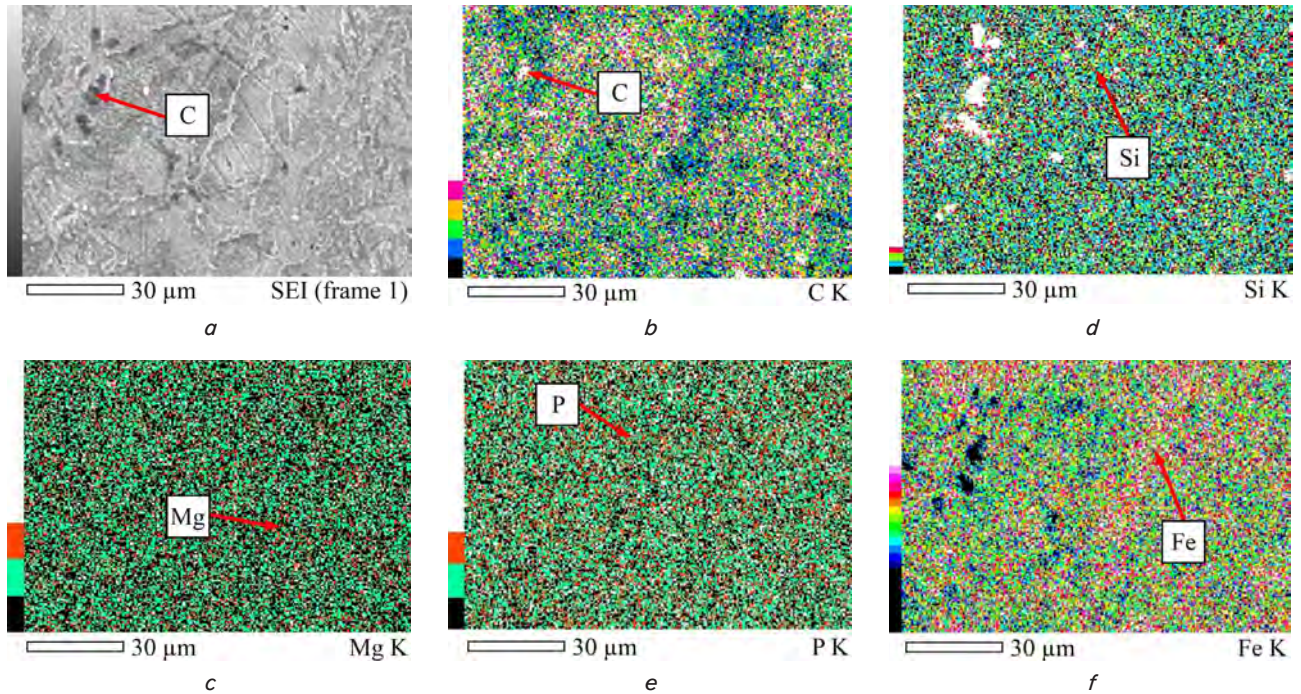 C
30 µm SEI (frame 1)
a
C
30 µm C K
b
Si
30 µm Si K
d
Mg
30 µm Mg K
c
P
30 µm P K
e
Fe
30 µm Fe K
f